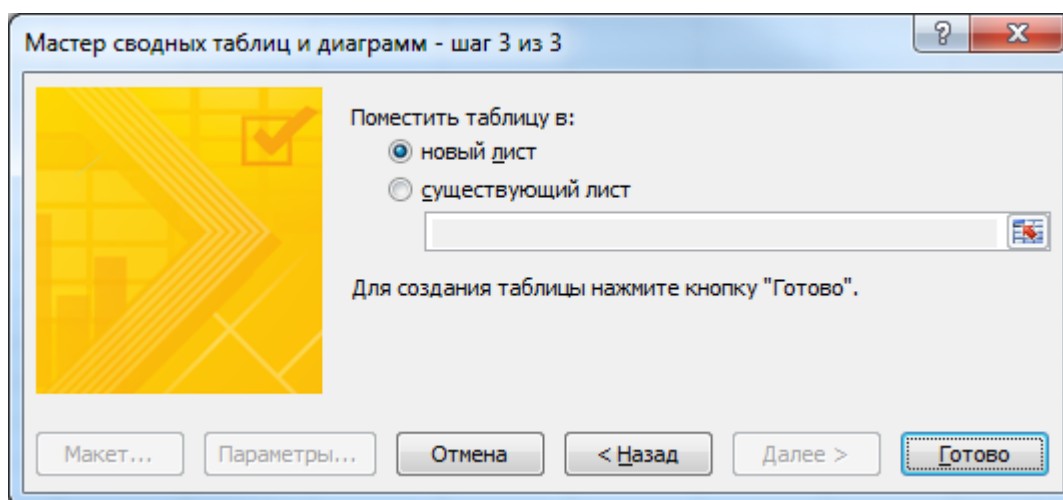 Мастер сводных таблиц и диаграмм - шаг 3 из 3
Поместить таблицу в:
новый лист
существующий лист
Для создания таблицы нажмите кнопку "Готово".
Макет...
Параметры...
Отмена
< Назад
Далее >
Готово